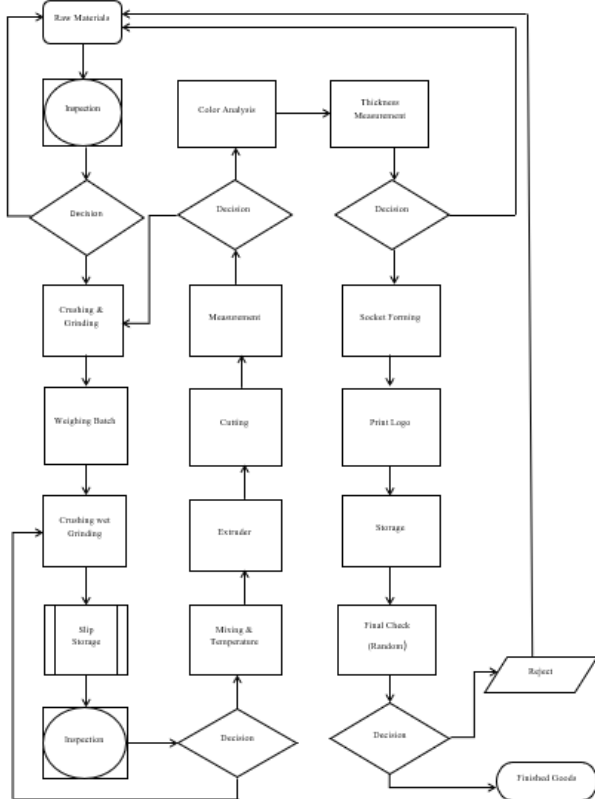 Raw Materials
Inspection
Decision
Crushing &
Grinding
Weighing Batch
Crushing wet
Grinding
Slip
Storage
Inspection
Decision
Mixing &
Temperature
Extruder
Cutting
Measurement
Decision
Color Analysis
Thickness
Measurement
Decision
Socket Forming
Print Logo
Storage
Final Check
(Random)
Decision
Reject
Finished Goods